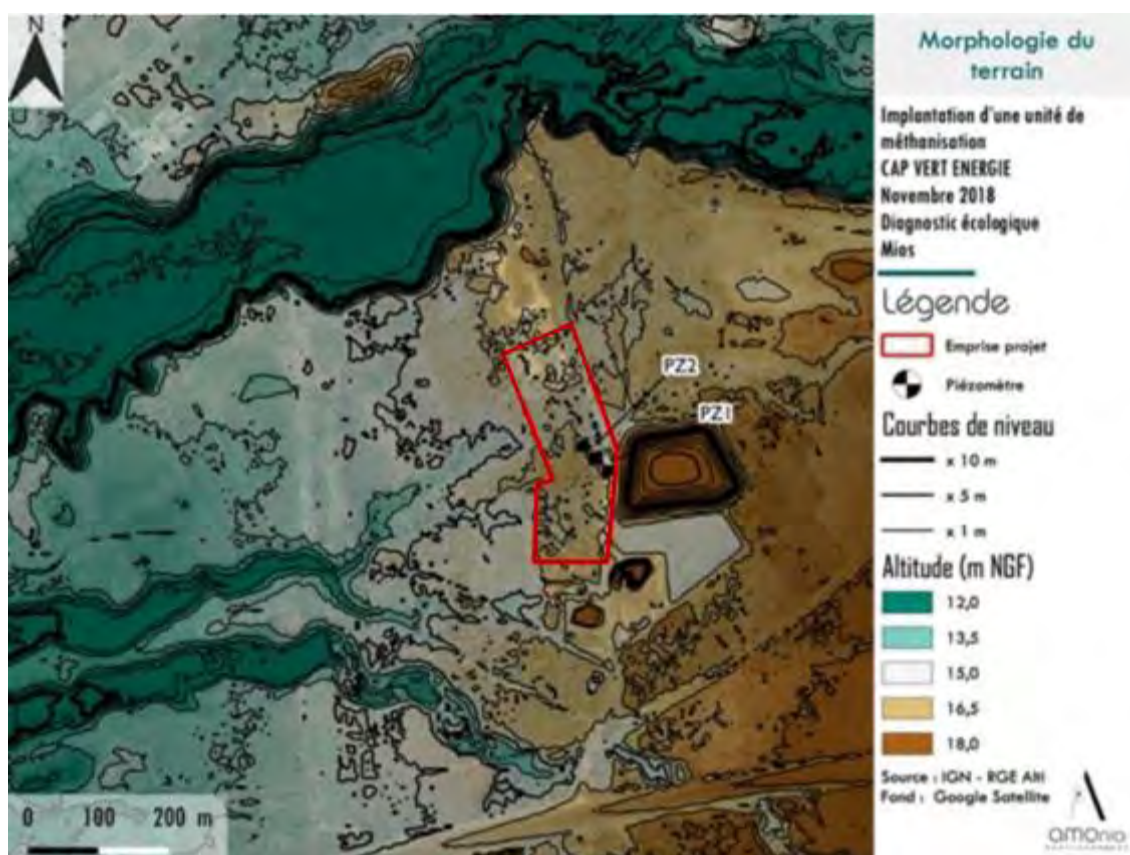 N
Morphologie du
terrain
Implantation d'une unité de
méthanisation
CAP VERT ENERGIE
Novembre 2018
Diagnostic écologique
Mios
Légende
Emprise projet
Piézomètre
Courbes de niveau
x 10 m
x 5 m
x 1 m
Altitude (m NGF)
12,0
13,5
15,0
16,5
18,0
Source : IGN - RGE Alti
Fond : Google Satellite
PZ2
PZ1
0 100 200 m
amonia